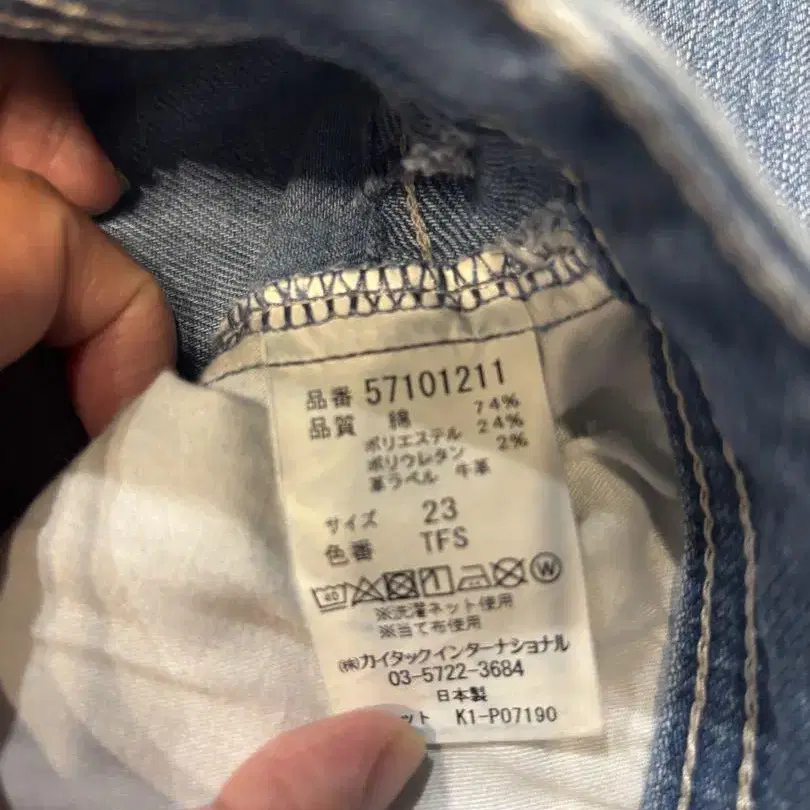 品番 57101211
品質 綿 74%
ポリエステル 24%
ポリウレタン 2%
革ラベル 牛革
サイズ 23
色番 TFS
40 W
※洗濯ネット使用
※当て布使用
(株)カイタックインターナショナル
03-5722-3684
日本製
ット K1-P07190